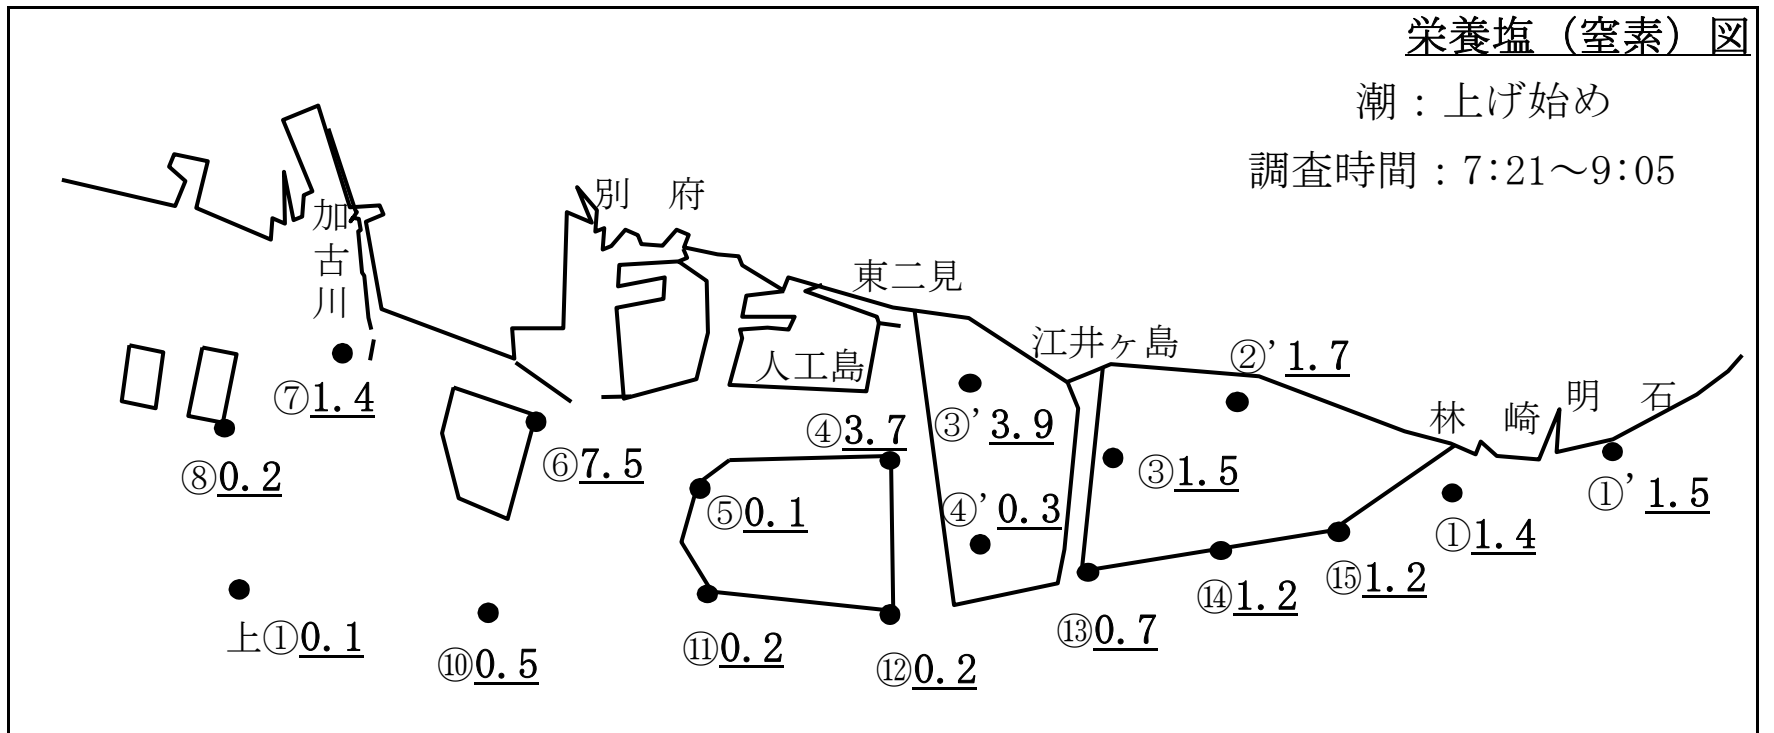 栄養塩（窒素）図
潮：上げ始め
調査時間：7:21～9:05
加古川
別　府
東二見
人工島
江井ヶ島
林　崎
明　石
⑦1.4
⑧0.2
⑥7.5
④3.7
⑤0.1
③’3.9
④’0.3
③1.5
②’1.7
①’1.5
①1.4
⑮1.2
⑭1.2
⑬0.7
⑫0.2
⑪0.2
⑩0.5
上①0.1